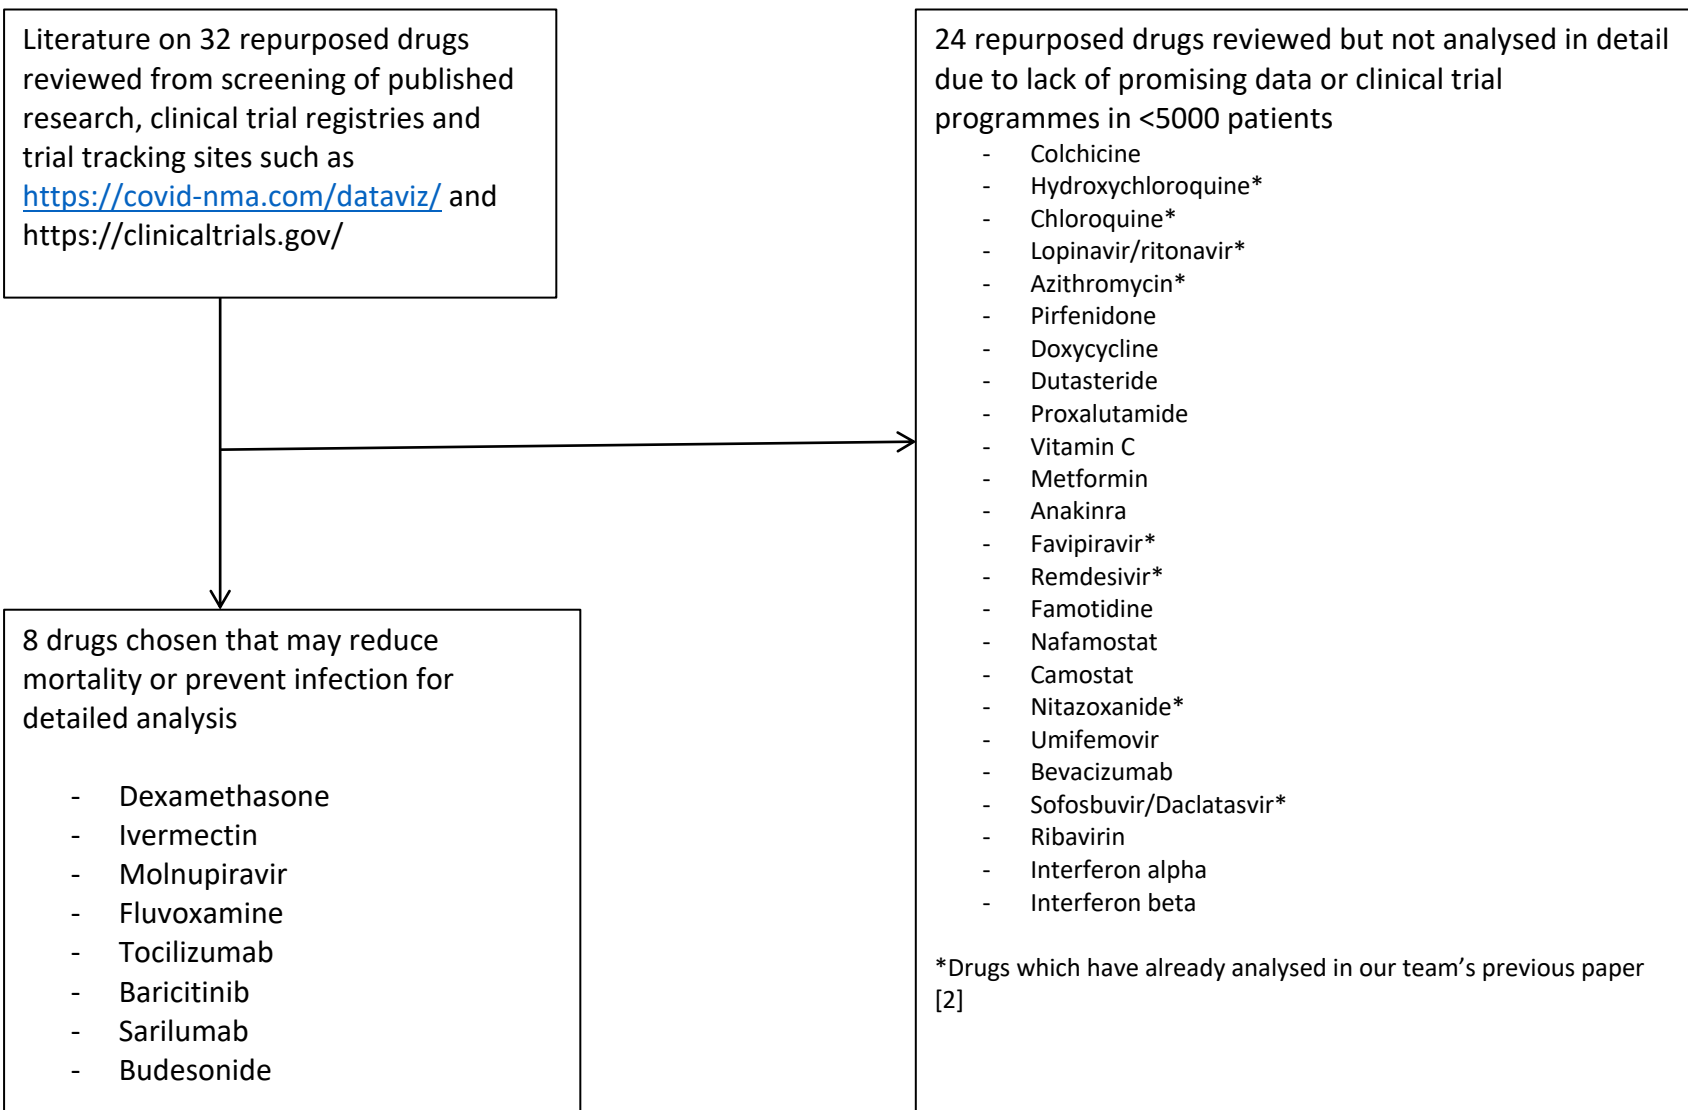 Literature on 32 repurposed drugs
reviewed from screening of published
research, clinical trial registries and
trial tracking sites such as
https://covid-nma.com/dataviz/ and
https://clinicaltrials.gov/
8 drugs chosen that may reduce
mortality or prevent infection for
detailed analysis
- Dexamethasone
- Ivermectin
- Molnupiravir
- Fluvoxamine
- Tocilizumab
- Baricitinib
- Sarilumab
- Budesonide
24 repurposed drugs reviewed but not analysed in detail
due to lack of promising data or clinical trial
programmes in <5000 patients
- Colchicine
- Hydroxychloroquine*
- Chloroquine*
- Lopinavir/ritonavir*
- Azithromycin*
- Pirfenidone
- Doxycycline
- Dutasteride
- Proxalutamide
- Vitamin C
- Metformin
- Anakinra
- Favipiravir*
- Remdesivir*
- Famotidine
- Nafamostat
- Camostat
- Nitazoxanide*
- Umifemovir
- Bevacizumab
- Sofosbuvir/Daclatasvir*
- Ribavirin
- Interferon alpha
- Interferon beta
*Drugs which have already analysed in our team's previous paper
[2]